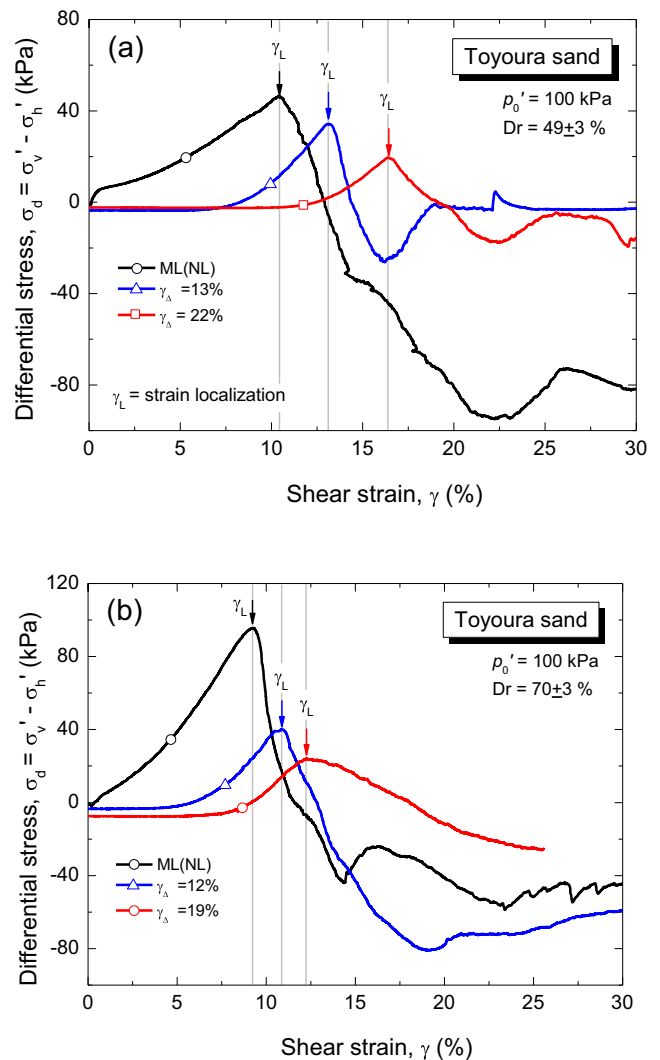 (a)
Toyoura sand
p₀' = 100 kPa
Dr = 49±3 %
γL
γL
γL
ML(NL)
γΔ =13%
γΔ =22%
γL = strain localization
80
40
0
-40
-80
Differential stress, σd = σv' - σh' (kPa)
0 5 10 15 20 25 30
Shear strain, γ (%)
(b)
Toyoura sand
p₀' = 100 kPa
Dr = 70±3 %
γL
γL
γL
ML(NL)
γΔ =12%
γΔ =19%
120
80
40
0
-40
-80
Differential stress, σd = σv' - σh' (kPa)
0 5 10 15 20 25 30
Shear strain, γ (%)